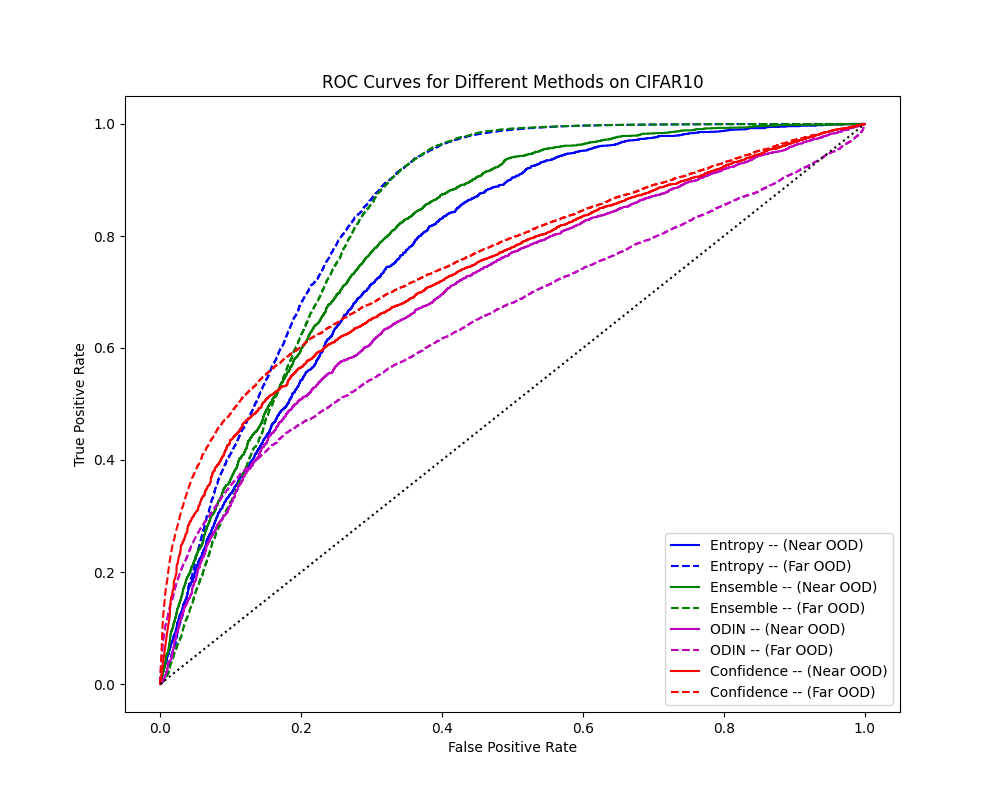 ROC Curves for Different Methods on CIFAR10
True Positive Rate
1.0
0.8
0.6
0.4
0.2
0.0
Entropy -- (Near OOD)
Entropy -- (Far OOD)
Ensemble -- (Near OOD)
Ensemble -- (Far OOD)
ODIN -- (Near OOD)
ODIN -- (Far OOD)
Confidence -- (Near OOD)
Confidence -- (Far OOD)
0.0 0.2 0.4 0.6 0.8 1.0
False Positive Rate